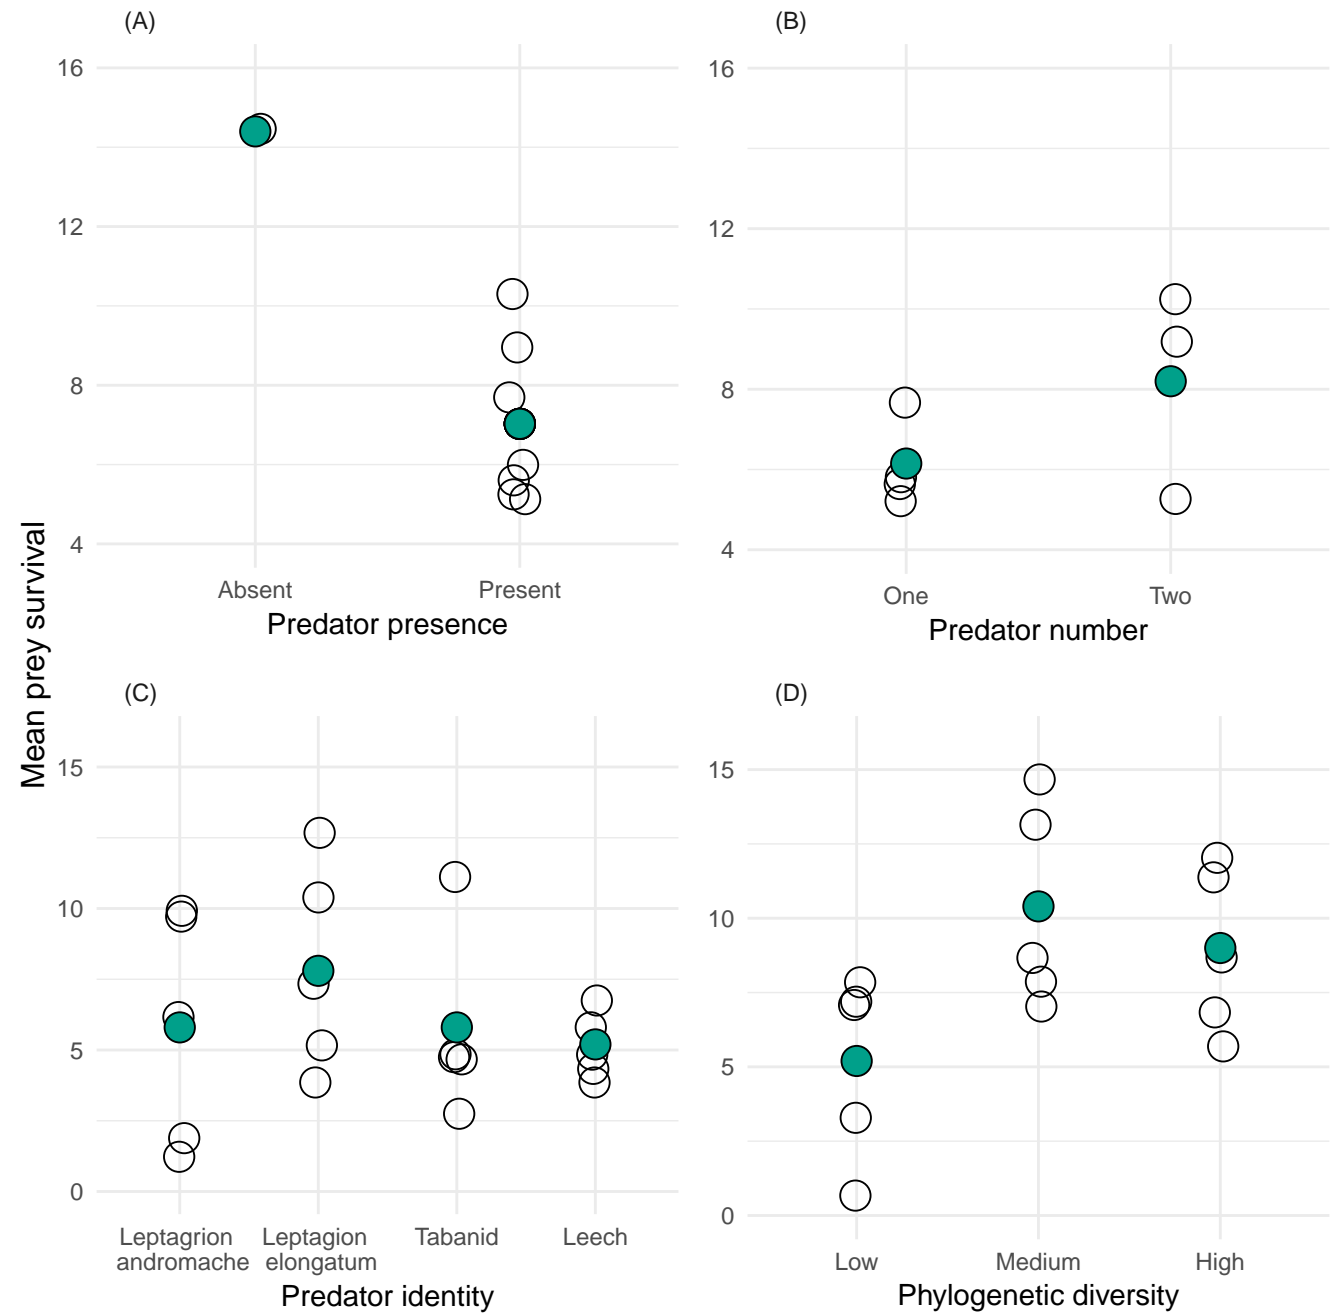 (A)
16
12
8
4
Absent
Present
Predator presence
(B)
16
12
8
4
One
Two
Predator number
Mean prey survival
(C)
15
10
5
0
Leptagrion
andromache
Leptagion
elongatum
Tabanid
Leech
Predator identity
(D)
15
10
5
0
Low
Medium
High
Phylogenetic diversity